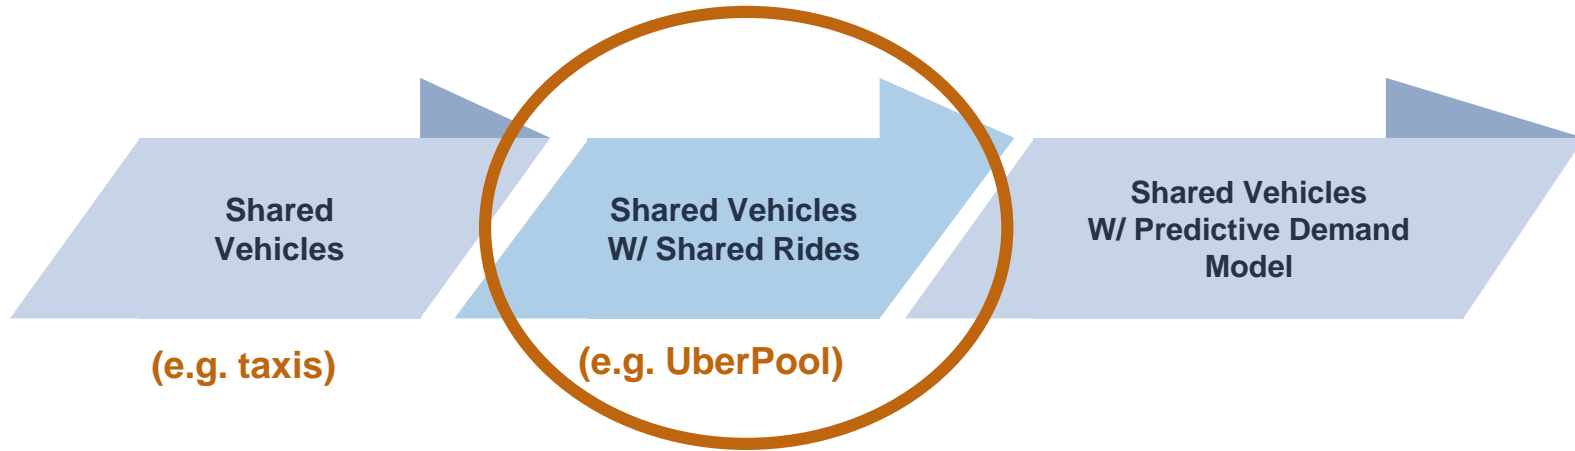 Shared
Vehicles
(e.g. taxis)
Shared Vehicles
W/ Shared Rides
(e.g. UberPool)
Shared Vehicles
W/ Predictive Demand
Model